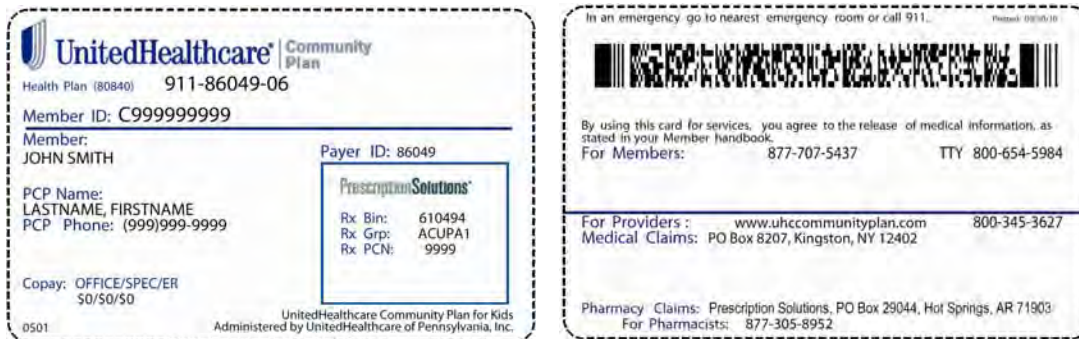 UnitedHealthcare® | Community Plan
Health Plan (80840) 911-86049-06
Member ID: C999999999
Member:
JOHN SMITH
Payer ID: 86049
PrescriptionSolutions®
Rx Bin: 610494
Rx Grp: ACUPA1
Rx PCN: 9999
PCP Name:
LASTNAME, FIRSTNAME
PCP Phone: (999)999-9999
Copay: OFFICE/SPEC/ER
$0/$0/$0
UnitedHealthcare Community Plan for Kids
0501 Administered by UnitedHealthcare of Pennsylvania, Inc.
In an emergency go to nearest emergency room or call 911. Printed:
By using this card for services, you agree to the release of medical information, as
stated in your Member handbook.
For Members: 877-707-5437 TTY 800-654-5984
For Providers : www.uhccommunityplan.com 800-345-3627
Medical Claims: PO Box 8207, Kingston, NY 12402
Pharmacy Claims: Prescription Solutions, PO Box 29044, Hot Springs, AR 71903
For Pharmacists: 877-305-8952